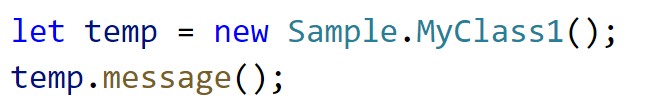 let temp = new Sample.MyClass1();
temp.message();